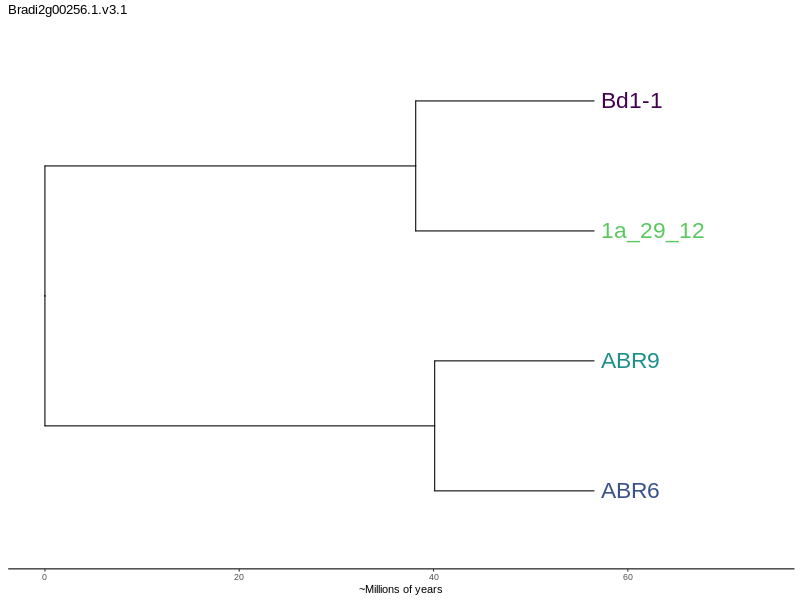 Bradi2g00256.1.v3.1
Bd1-1
1a_29_12
ABR9
ABR6
0 20 40 60
~Millions of years